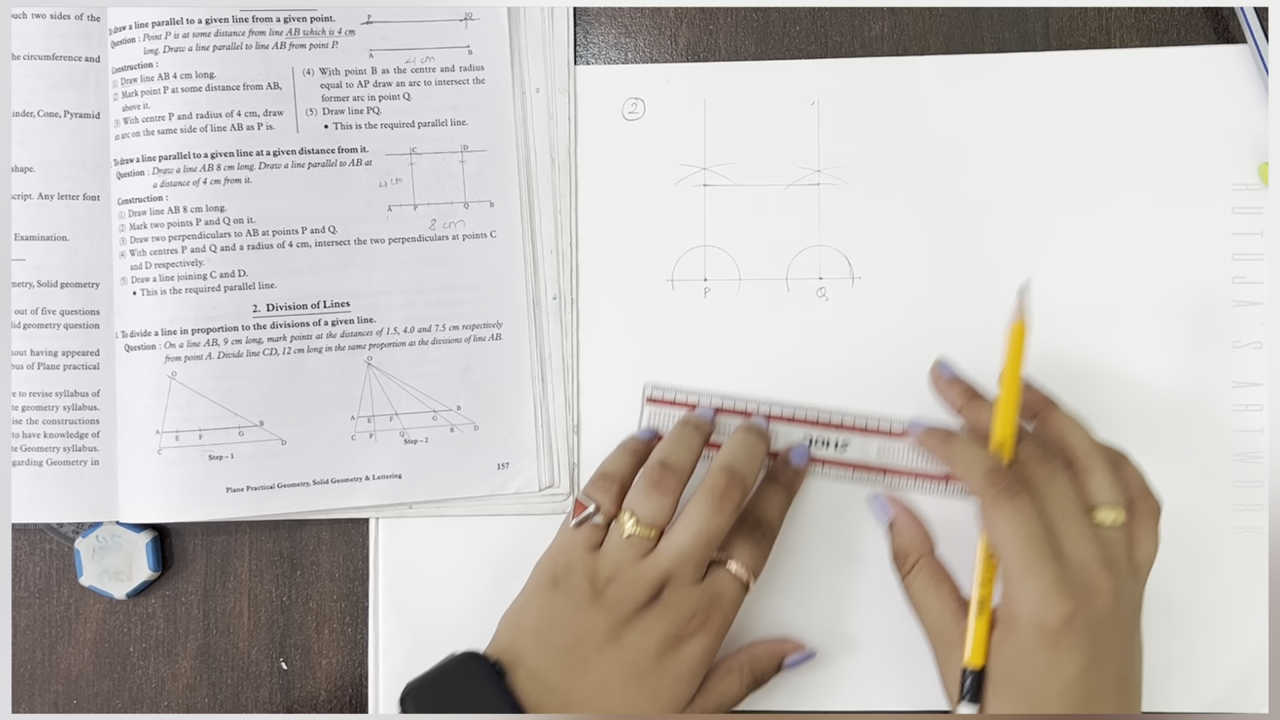 ouch two sides of the
he circumference and
inder, Cone, Pyramid
shape.
cript. Any letter font
Examination.
metry, Solid geometry
out of five questions
lid geometry question
out having appeared
us of Plane practical
e to revise syllabus of
te geometry syllabus.
ise the constructions
to have knowledge of
te Geometry syllabus.
garding Geometry in
To draw a line parallel to a given line from a given point.
Question : Point P is at some distance from line AB which is 4 cm
long. Draw a line parallel to line AB from point P.
Construction :
(1) Draw line AB 4 cm long.
(2) Mark point P at some distance from AB,
above it.
(3) With centre P and radius of 4 cm, draw
an arc on the same side of line AB as P is.
(4) With point B as the centre and radius
equal to AP draw an arc to intersect the
former arc in point Q.
(5) Draw line PQ.
• This is the required parallel line.
P Q
A B
4 cm
To draw a line parallel to a given line at a given distance from it.
Question : Draw a line AB 8 cm long. Draw a line parallel to AB at
a distance of 4 cm from it.
Construction :
(1) Draw line AB 8 cm long.
(2) Mark two points P and Q on it.
(3) Draw two perpendiculars to AB at points P and Q.
(4) With centres P and Q and a radius of 4 cm, intersect the two perpendiculars at points C
and D respectively.
(5) Draw a line joining C and D.
• This is the required parallel line.
C D
4 cm
A P Q B
8 cm
2. Division of Lines
To divide a line in proportion to the divisions of a given line.
Question : On a line AB, 9 cm long, mark points at the distances of 1.5, 4.0 and 7.5 cm respectively
from point A. Divide line CD, 12 cm long in the same proportion as the divisions of line AB.
O
A E F G B
C D
Step-1
O
A E F G B
C P Q R D
Step-2
157
Plane Practical Geometry, Solid Geometry & Lettering
2
P Q
RUTUJA'S ARTWORK